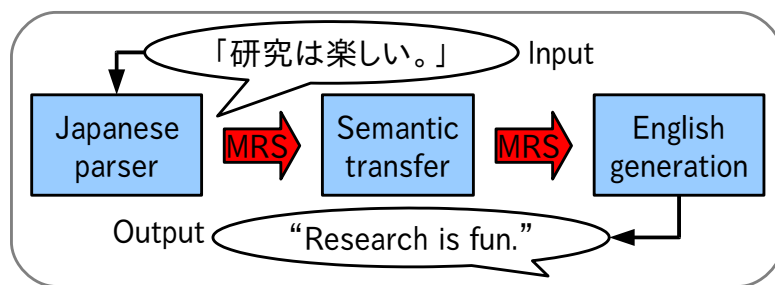 「研究は楽しい。」
Input
Japanese
parser
MRS
Semantic
transfer
MRS
English
generation
Output
“Research is fun.”